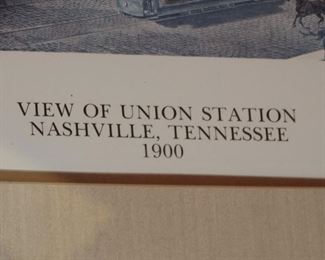 VIEW OF UNION STATION
NASHVILLE, TENNESSEE
1900